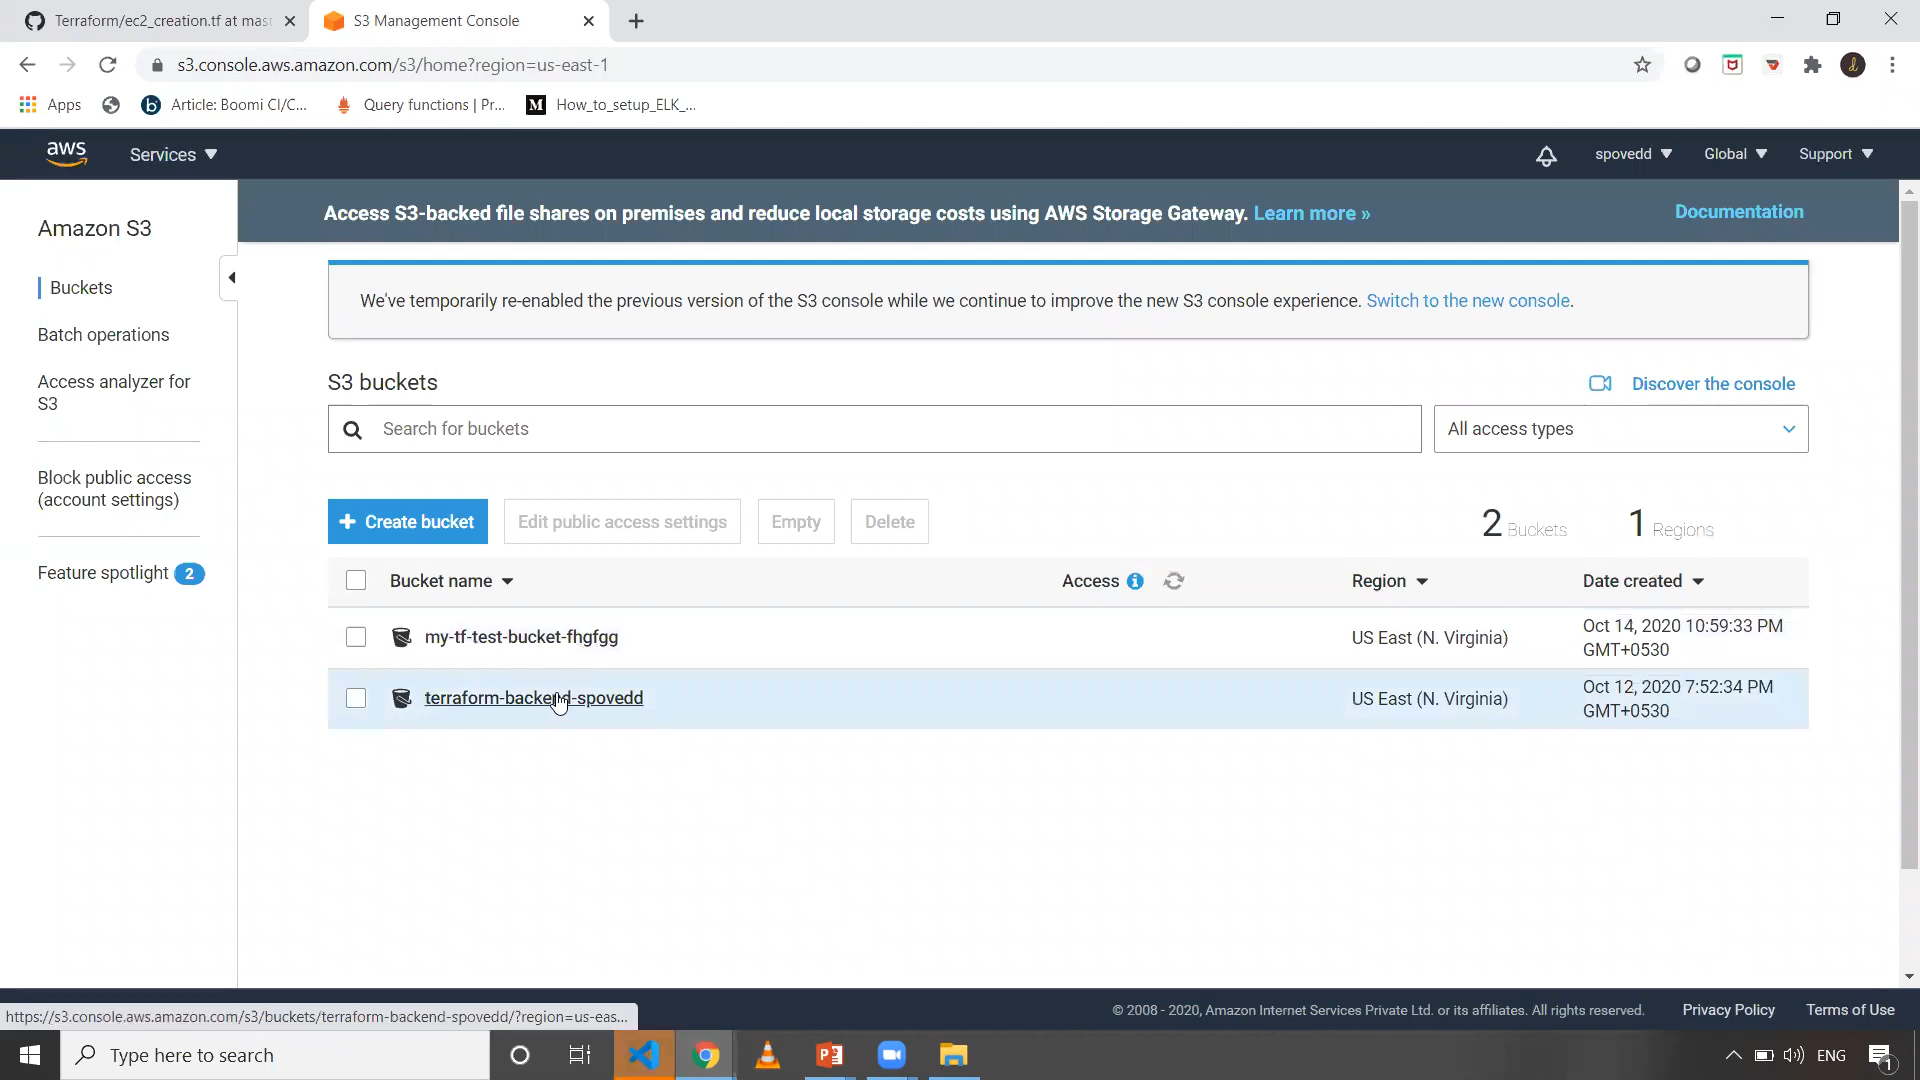 Terraform/ec2_creation.tf at mast
S3 Management Console
s3.console.aws.amazon.com/s3/home?region=us-east-1
Apps
Article: Boomi CI/C...
Query functions | Pr...
How_to_setup_ELK_...
aws
Services
spovedd
Global
Support
Amazon S3
Buckets
Batch operations
Access analyzer for
S3
Block public access
(account settings)
Feature spotlight 2
Access S3-backed file shares on premises and reduce local storage costs using AWS Storage Gateway. Learn more »
Documentation
We've temporarily re-enabled the previous version of the S3 console while we continue to improve the new S3 console experience. Switch to the new console.
S3 buckets
Discover the console
Search for buckets
All access types
+ Create bucket
Edit public access settings
Empty
Delete
2 Buckets
1 Regions
Bucket name
Access
Region
Date created
my-tf-test-bucket-fhgfgg
US East (N. Virginia)
Oct 14, 2020 10:59:33 PM
GMT+0530
terraform-backend-spovedd
US East (N. Virginia)
Oct 12, 2020 7:52:34 PM
GMT+0530
© 2008 - 2020, Amazon Internet Services Private Ltd. or its affiliates. All rights reserved.
Privacy Policy
Terms of Use
https://s3.console.aws.amazon.com/s3/buckets/terraform-backend-spovedd/?region=us-eas...
Type here to search
ENG
1